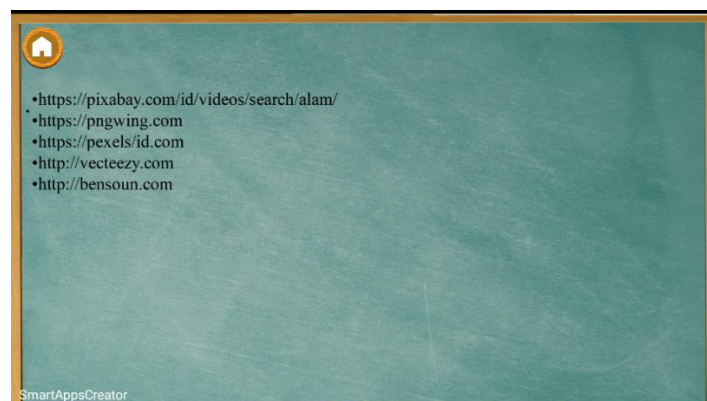 •https://pixabay.com/id/videos/search/alam/
•https://pngwing.com
•https://pexels/id.com
•http://vecteezy.com
•http://bensoun.com
SmartAppsCreator